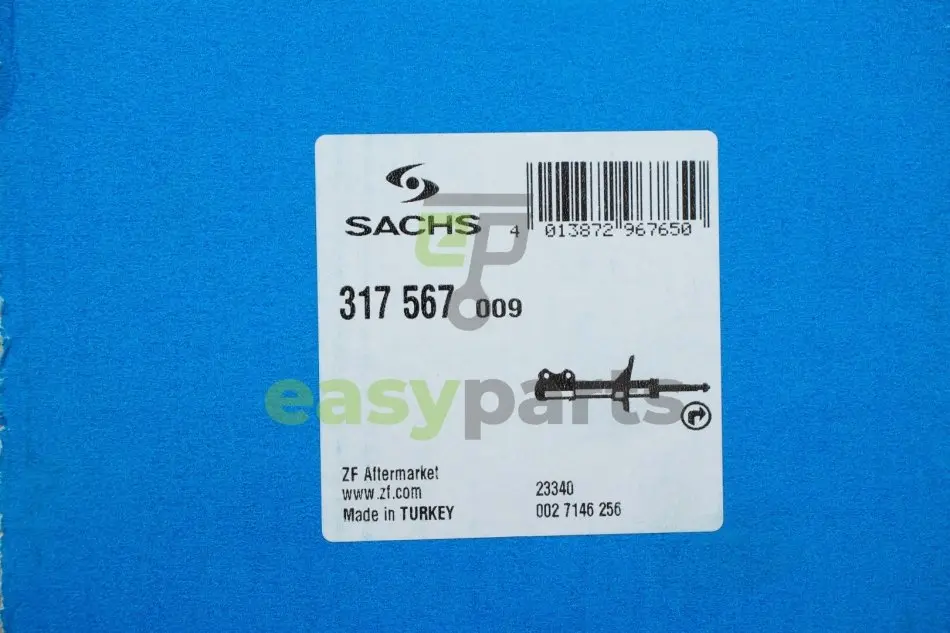 SACHS
4 013872 967650
317 567 009
eP
easyparts
ZF Aftermarket
www.zf.com
Made in TURKEY
23340
002 7146 256